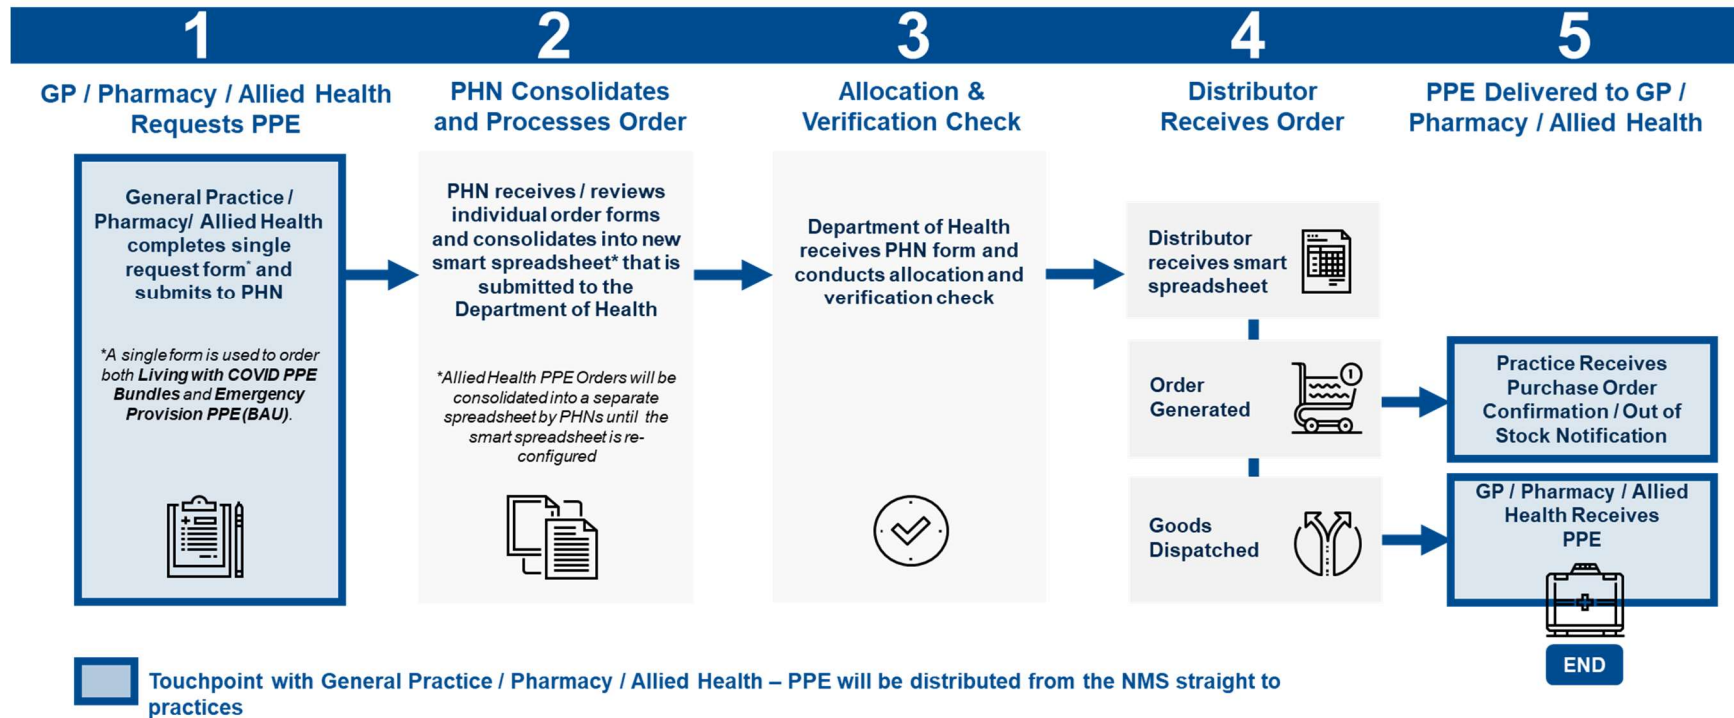 1
2
3
4
5
GP / Pharmacy / Allied Health
Requests PPE
PHN Consolidates
and Processes Order
Allocation &
Verification Check
Distributor
Receives Order
PPE Delivered to GP /
Pharmacy / Allied Health
General Practice /
Pharmacy/ Allied Health
completes single
request form* and
submits to PHN
*A single form is used to order
both Living with COVID PPE
Bundles and Emergency
Provision PPE (BAU).
PHN receives / reviews
individual order forms
and consolidates into new
smart spreadsheet* that is
submitted to the
Department of Health
*Allied Health PPE Orders will be
consolidated into a separate
spreadsheet by PHNs until the
smart spreadsheet is re-
configured
Department of Health
receives PHN form and
conducts allocation and
verification check
Distributor
receives smart
spreadsheet
Order
Generated
Goods
Dispatched
Practice Receives
Purchase Order
Confirmation / Out of
Stock Notification
GP / Pharmacy / Allied
Health Receives
PPE
END
Touchpoint with General Practice / Pharmacy / Allied Health – PPE will be distributed from the NMS straight to
practices